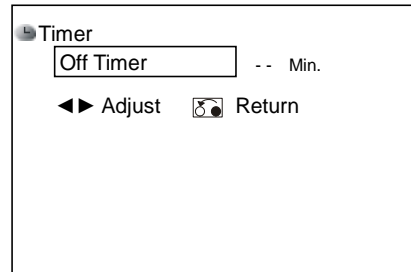 Timer
Off Timer -- Min.
◄► Adjust Return